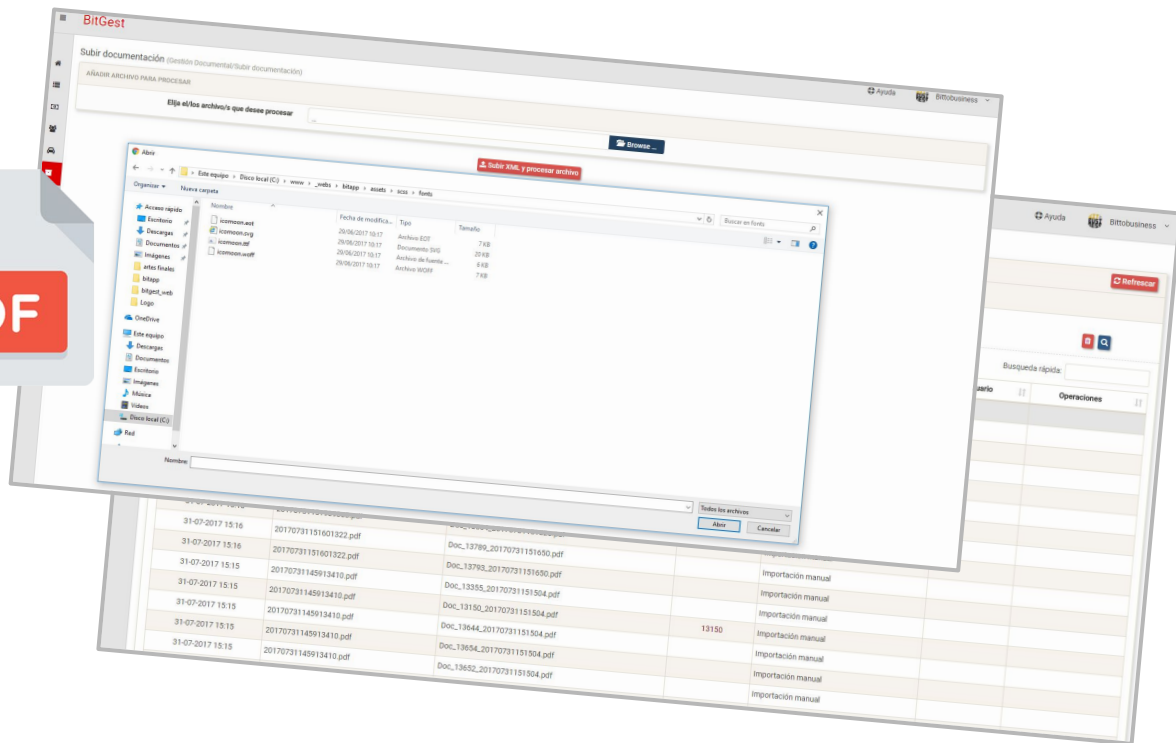 BitGest
Ayuda Bittobusiness
Subir documentación (Gestión Documental/Subir documentación)
AÑADIR ARCHIVO PARA PROCESAR
Elija el/los archivo/s que desee procesar
Browse ...
Subir XML y procesar archivo
Abrir
Este equipo > Disco local (C:) > www > _webs > bitapp > assets > scss > fonts
Buscar en fonts
Organizar Nueva carpeta
Nombre Fecha de modifica... Tipo Tamaño
icomoon.eot 29/06/2017 10:17 Archivo EOT 7 KB
icomoon.svg 29/06/2017 10:17 Documento SVG 20 KB
icomoon.ttf 29/06/2017 10:17 Archivo de fuente ... 6 KB
icomoon.woff 29/06/2017 10:17 Archivo WOFF 7 KB
Acceso rápido
Escritorio
Descargas
Documentos
Imágenes
artes finales
bitapp
bitgest_web
Logo
OneDrive
Este equipo
Descargas
Documentos
Escritorio
Imágenes
Música
Vídeos
Disco local (C:)
Red
Nombre:
Todos los archivos
Abrir Cancelar
DF
Ayuda Bittobusiness
Refrescar
Busqueda rápida:
uario Operaciones
31-07-2017 15:16 20170731151601322.pdf Doc_13789_20170731151650.pdf Importación manual
31-07-2017 15:16 20170731151601322.pdf Doc_13793_20170731151650.pdf Importación manual
31-07-2017 15:15 20170731145913410.pdf Doc_13355_20170731151504.pdf Importación manual
31-07-2017 15:15 20170731145913410.pdf Doc_13150_20170731151504.pdf 13150 Importación manual
31-07-2017 15:15 20170731145913410.pdf Doc_13644_20170731151504.pdf Importación manual
31-07-2017 15:15 20170731145913410.pdf Doc_13654_20170731151504.pdf Importación manual
31-07-2017 15:15 20170731145913410.pdf Doc_13652_20170731151504.pdf Importación manual